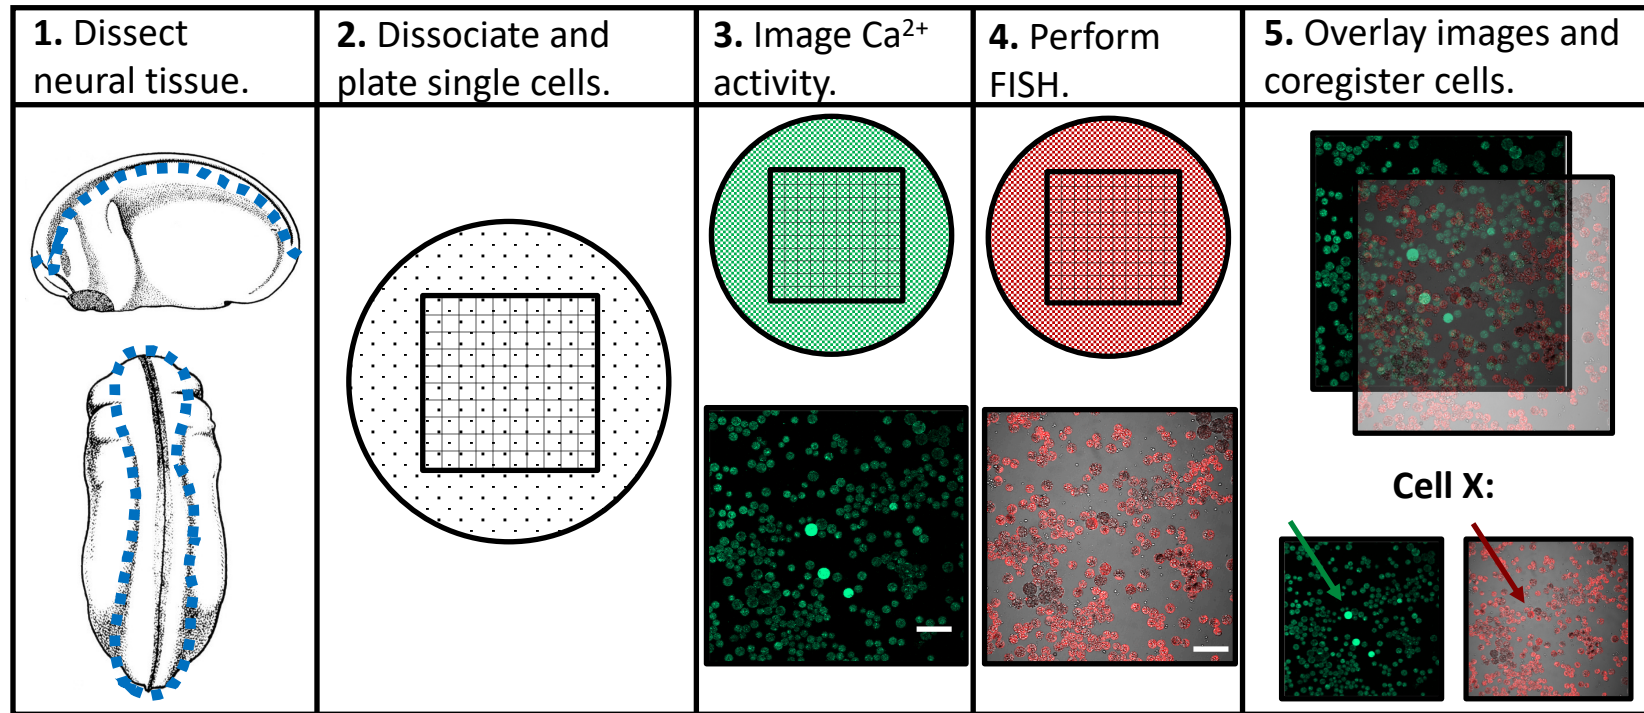 1. Dissect
neural tissue.
2. Dissociate and
plate single cells.
3. Image Ca²⁺
activity.
4. Perform
FISH.
5. Overlay images and
coregister cells.
Cell X: